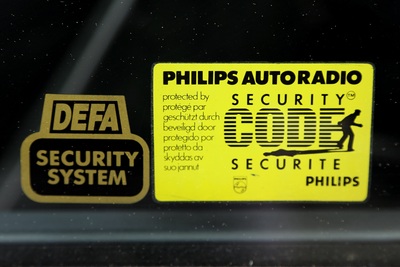 DEFA
SECURITY
SYSTEM
PHILIPS AUTORADIO
protected by
protégé par
geschützt durch
beveiligd door
protegido por
protetto da
skyddas av
suojannut
SECURITY™
CODE
SECURITE
PHILIPS